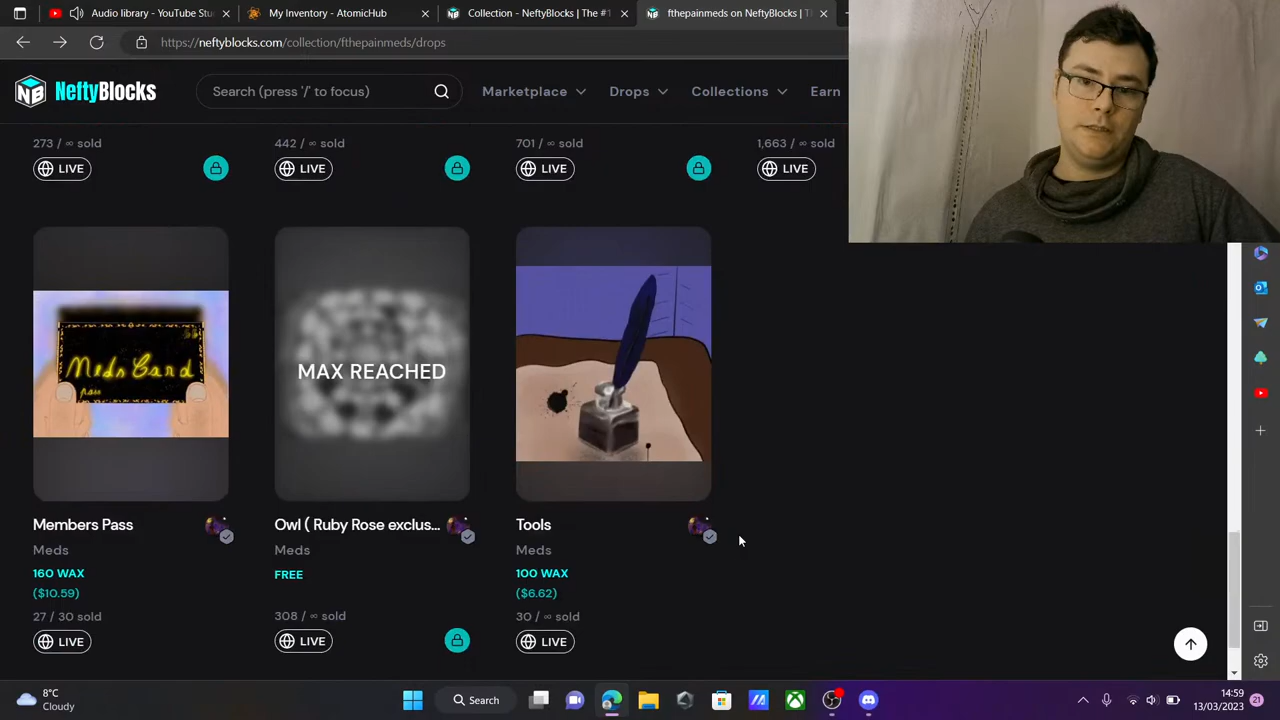 Audio library - YouTube Stu
My Inventory - AtomicHub
Collection - NeftyBlocks | The #1
fthepainmeds on NeftyBlocks | T
https://neftyblocks.com/collection/fthepainmeds/drops
NB NeftyBlocks
Search (press '/' to focus)
Marketplace
Drops
Collections
Earn
273 / ∞ sold
442 / ∞ sold
701 / ∞ sold
1,663 / ∞ sold
LIVE
LIVE
LIVE
LIVE
Meds Card
pass
MAX REACHED
Members Pass
Owl ( Ruby Rose exclus...
Tools
Meds
Meds
Meds
160 WAX
FREE
100 WAX
($10.59)
($6.62)
27 / 30 sold
308 / ∞ sold
30 / ∞ sold
LIVE
LIVE
LIVE
8°C
Cloudy
Search
14:59
13/03/2023
21